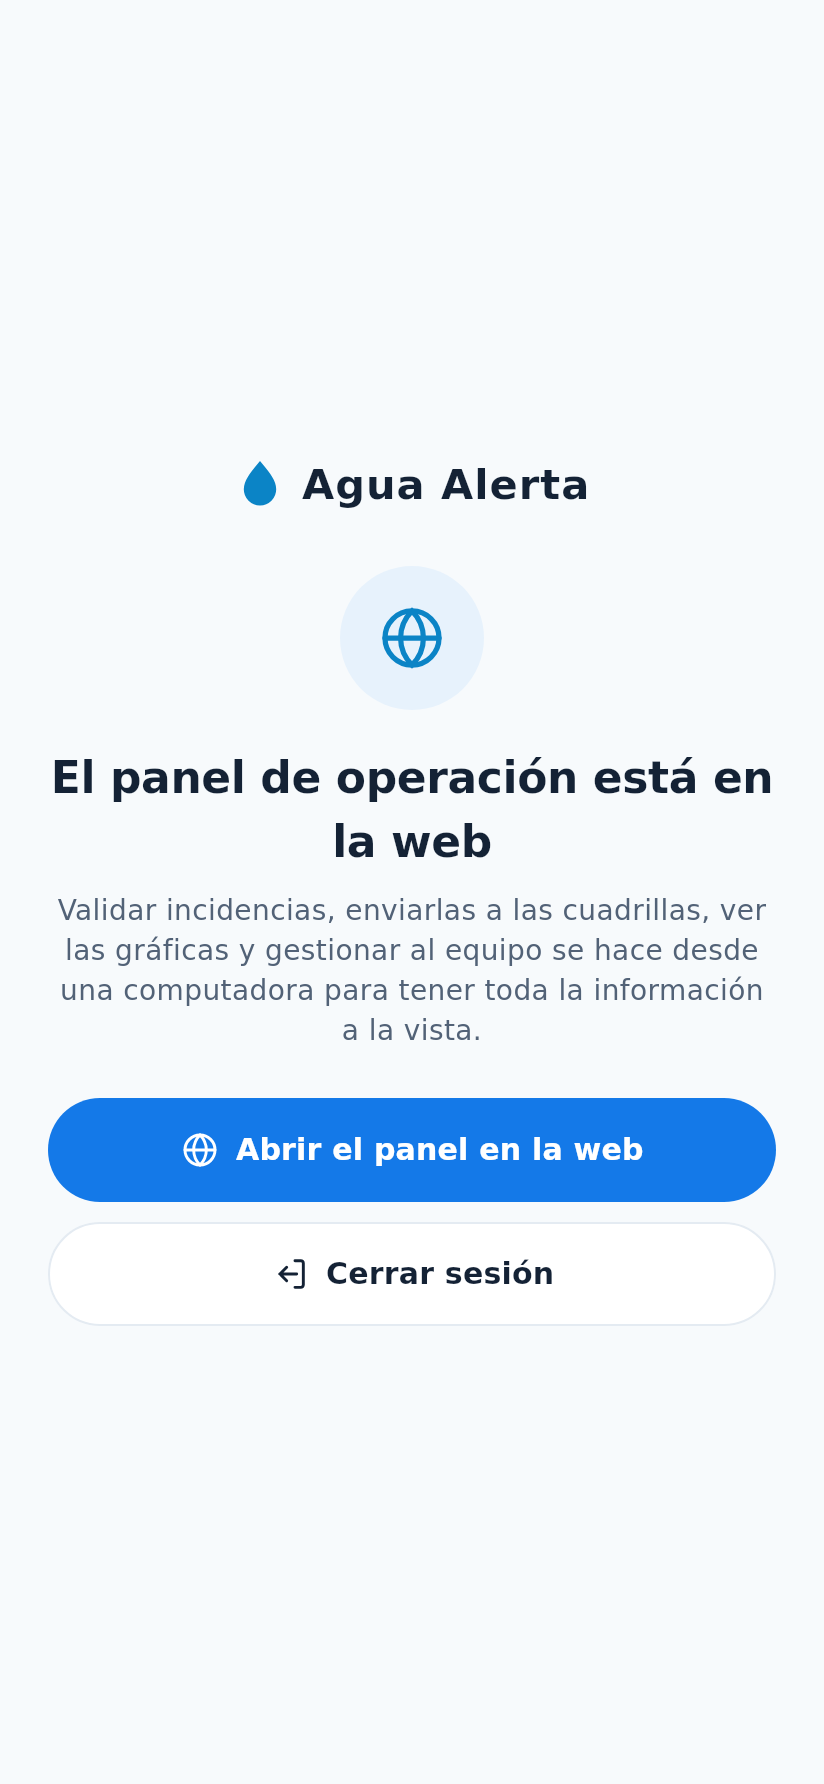 Agua Alerta
El panel de operación está en
la web
Validar incidencias, enviarlas a las cuadrillas, ver
las gráficas y gestionar al equipo se hace desde
una computadora para tener toda la información
a la vista.
Abrir el panel en la web
Cerrar sesión